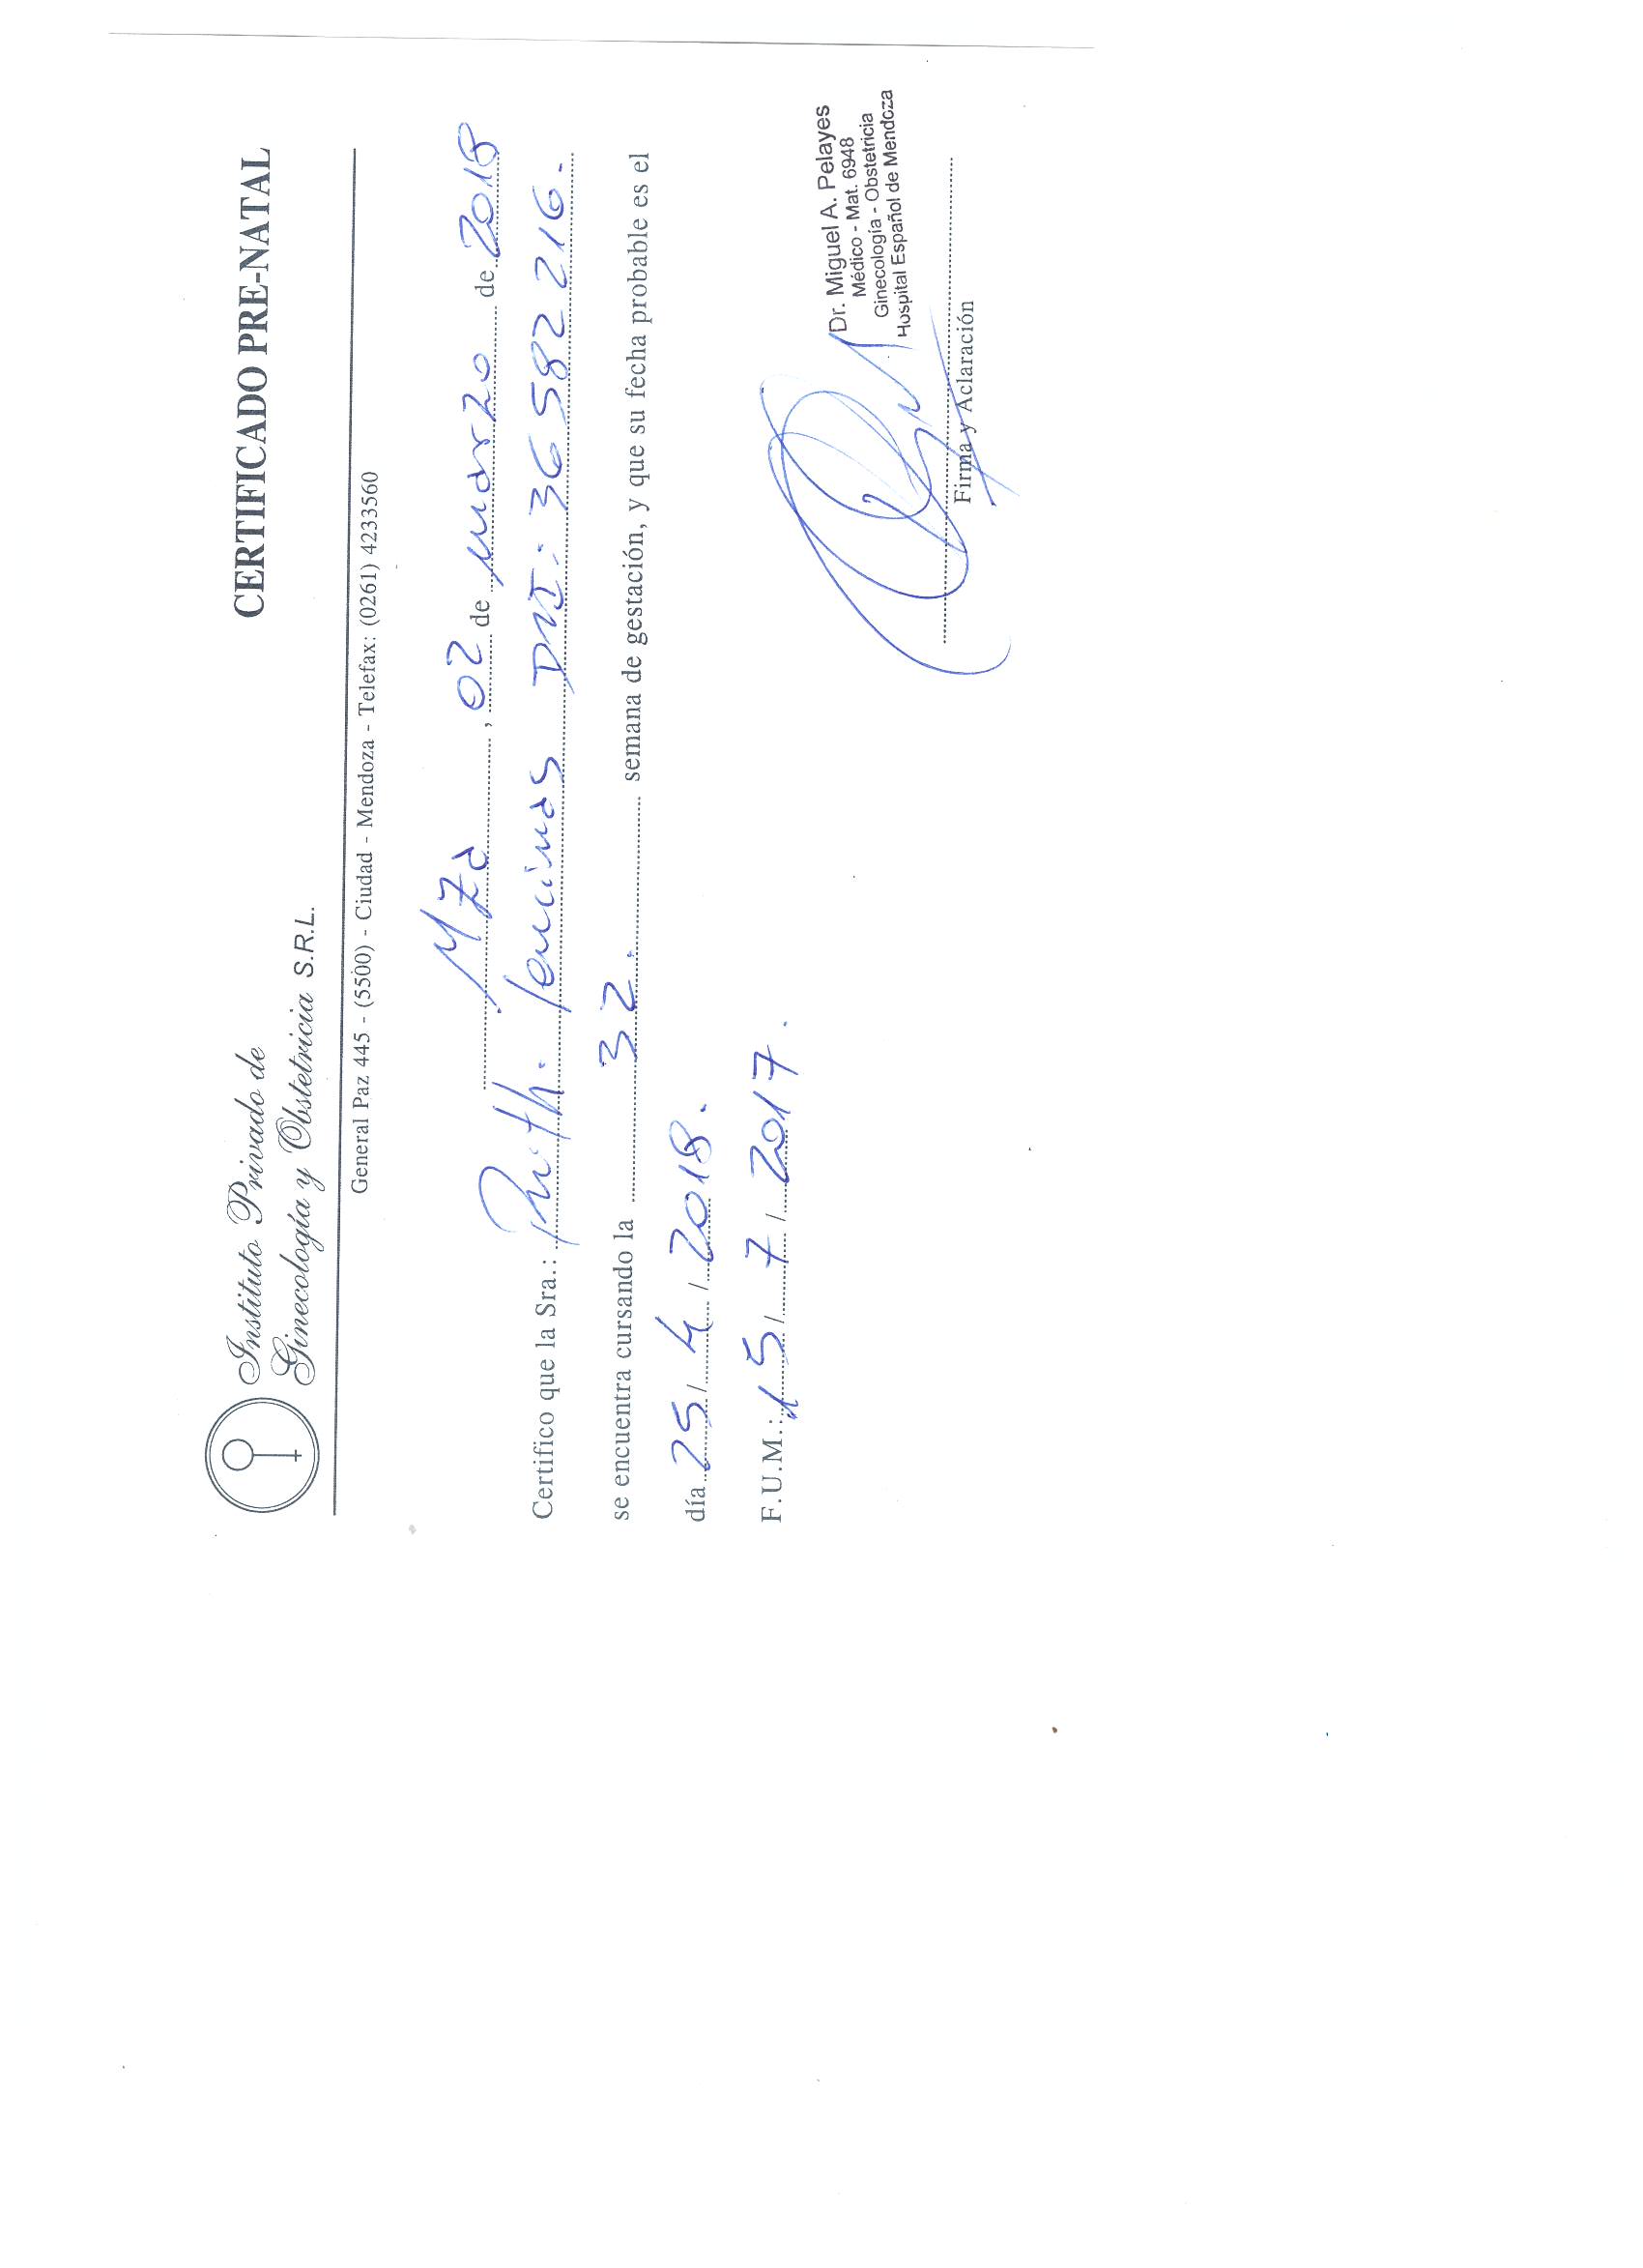 Instituto Privado de
Ginecología y Obstetricia S.R.L.
CERTIFICADO PRE-NATAL
General Paz 445 - (5500) - Ciudad - Mendoza - Telefax: (0261) 4233560
Mza, 02 de marzo de 2018
Certifico que la Sra.: DNI: 36 582 216.
se encuentra cursando la 32. semana de gestación, y que su fecha probable es el
día 25 / 4 / 2018.
F.U.M.: 15 / 7 / 2017.
Dr. Miguel A. Pelayes
Médico - Mat. 6948
Ginecología - Obstetricia
Hospital Español de Mendoza
Firma y Aclaración